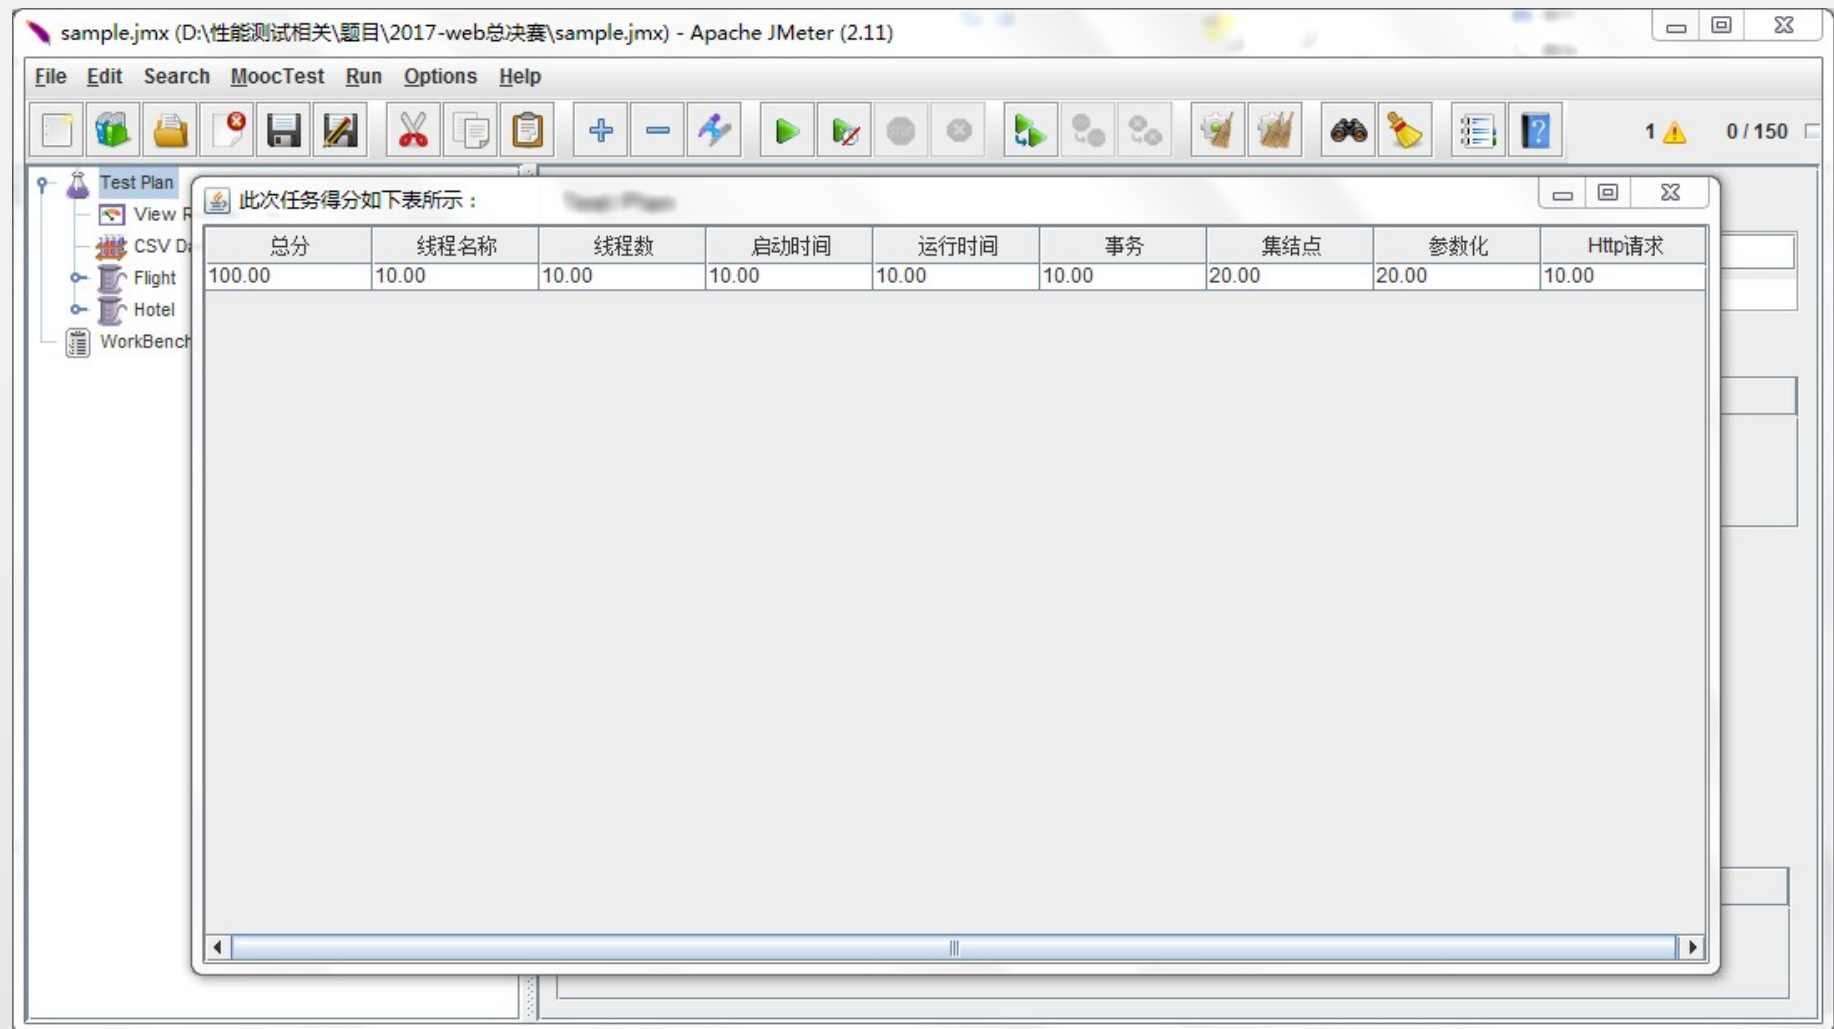 sample.jmx (D:\性能测试相关\题目\2017-web总决赛\sample.jmx) - Apache JMeter (2.11)
File Edit Search MoocTest Run Options Help
1 0 / 150
Test Plan
View R
CSV Da
Flight
Hotel
WorkBench
此次任务得分如下表所示：
Test Plan
总分 线程名称 线程数 启动时间 运行时间 事务 集结点 参数化 Http请求
100.00 10.00 10.00 10.00 10.00 10.00 20.00 20.00 10.00